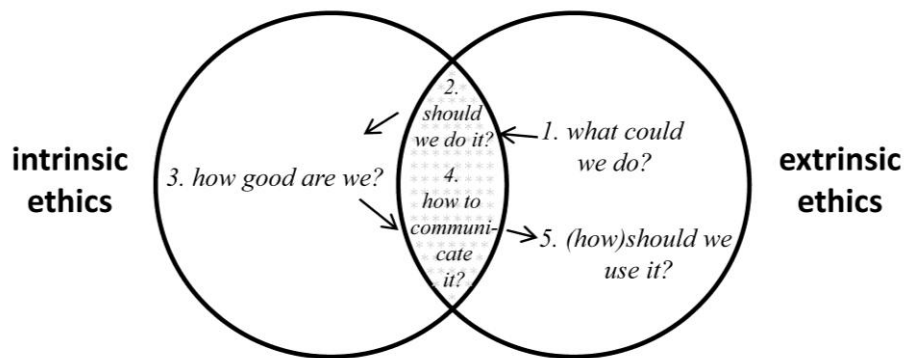 intrinsic
ethics
3. how good are we?
2.
should
we do it?
4.
how to
communi-
cate
it?
1. what could
we do?
5. (how)should we
use it?
extrinsic
ethics